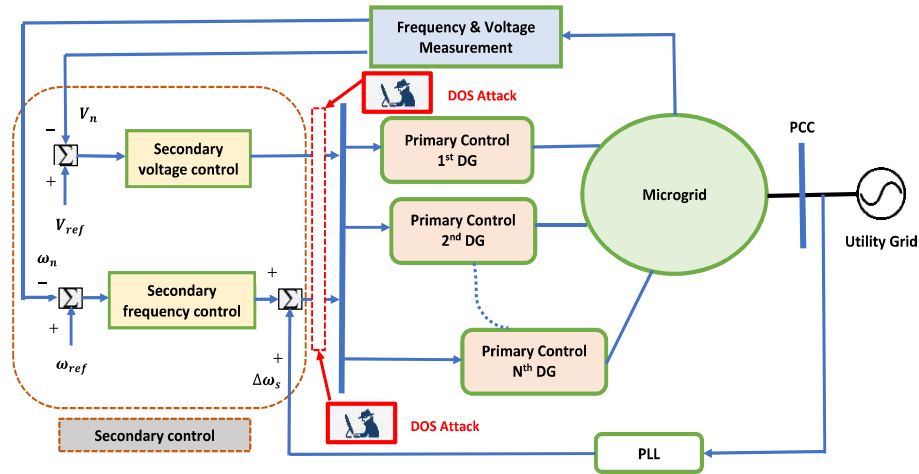 Frequency & Voltage
Measurement
DOS Attack
V_n
−
Σ
+
V_ref
Secondary
voltage control
Primary Control
1st DG
Primary Control
2nd DG
Microgrid
PCC
Utility Grid
ω_n
−
Σ
+
ω_ref
Secondary
frequency control
+
Σ
+
Δω_s
Primary Control
Nth DG
DOS Attack
Secondary control
PLL